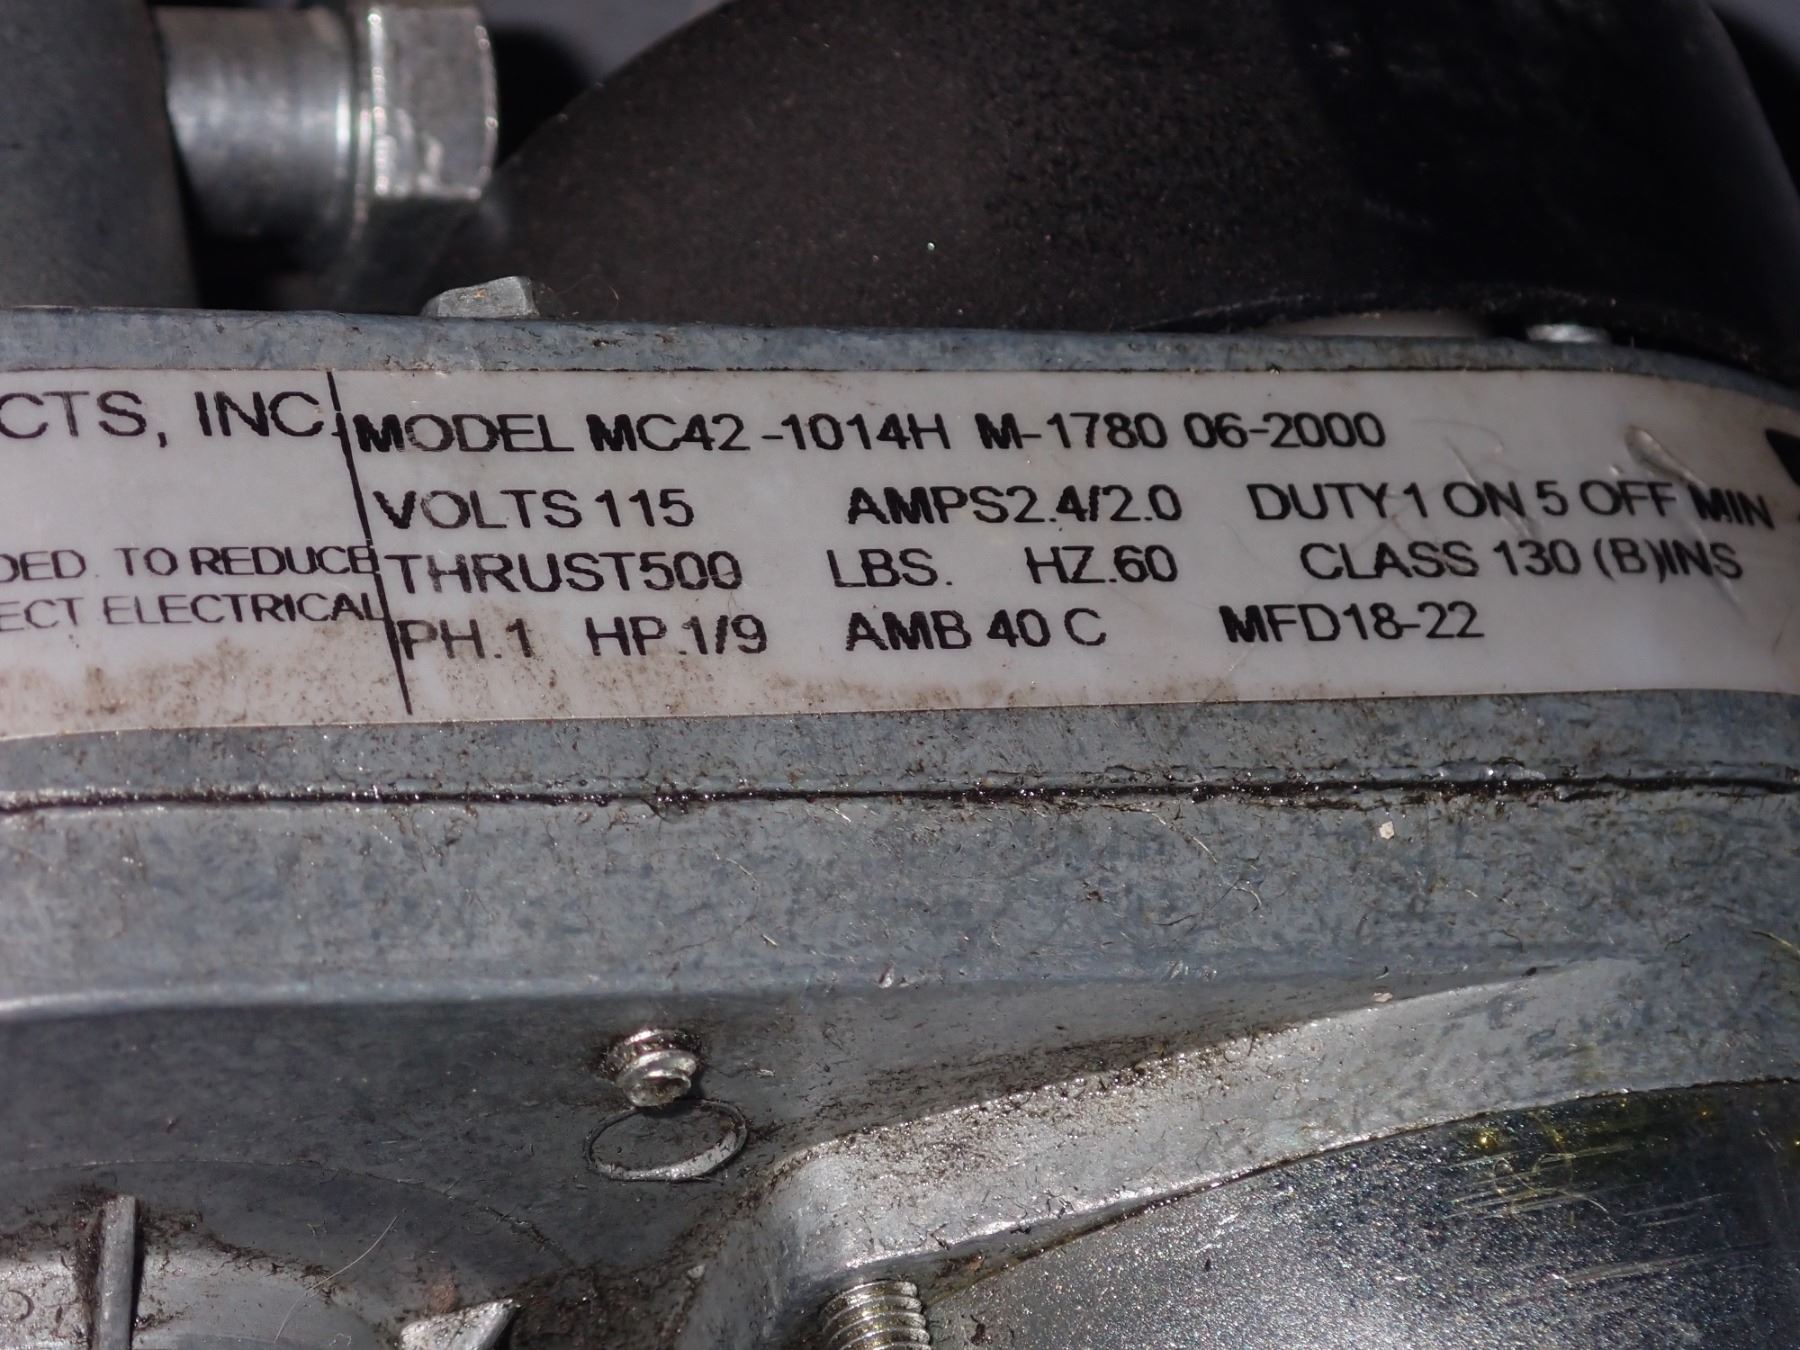 CTS, INC.
MODEL MC42-1014H M-1780 06-2000
VOLTS 115 AMPS2.4/2.0 DUTY 1 ON 5 OFF MIN
DED. TO REDUCE
THRUST500 LBS. HZ.60 CLASS 130 (B)INS
ECT ELECTRICAL
PH.1 HP.1/9 AMB 40 C MFD18-22